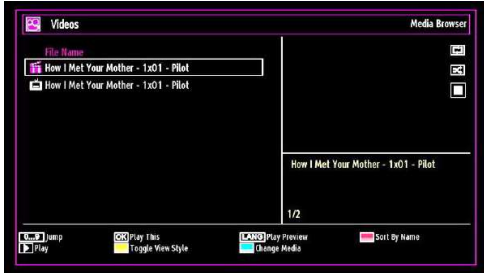 Videos Media Browser
File Name
How I Met Your Mother - 1x01 - Pilot
How I Met Your Mother - 1x01 - Pilot
How I Met Your Mother - 1x01 - Pilot
1/2
0...9 Jump OK Play This LANG Play Preview Sort By Name
Play Toggle View Style Change Media